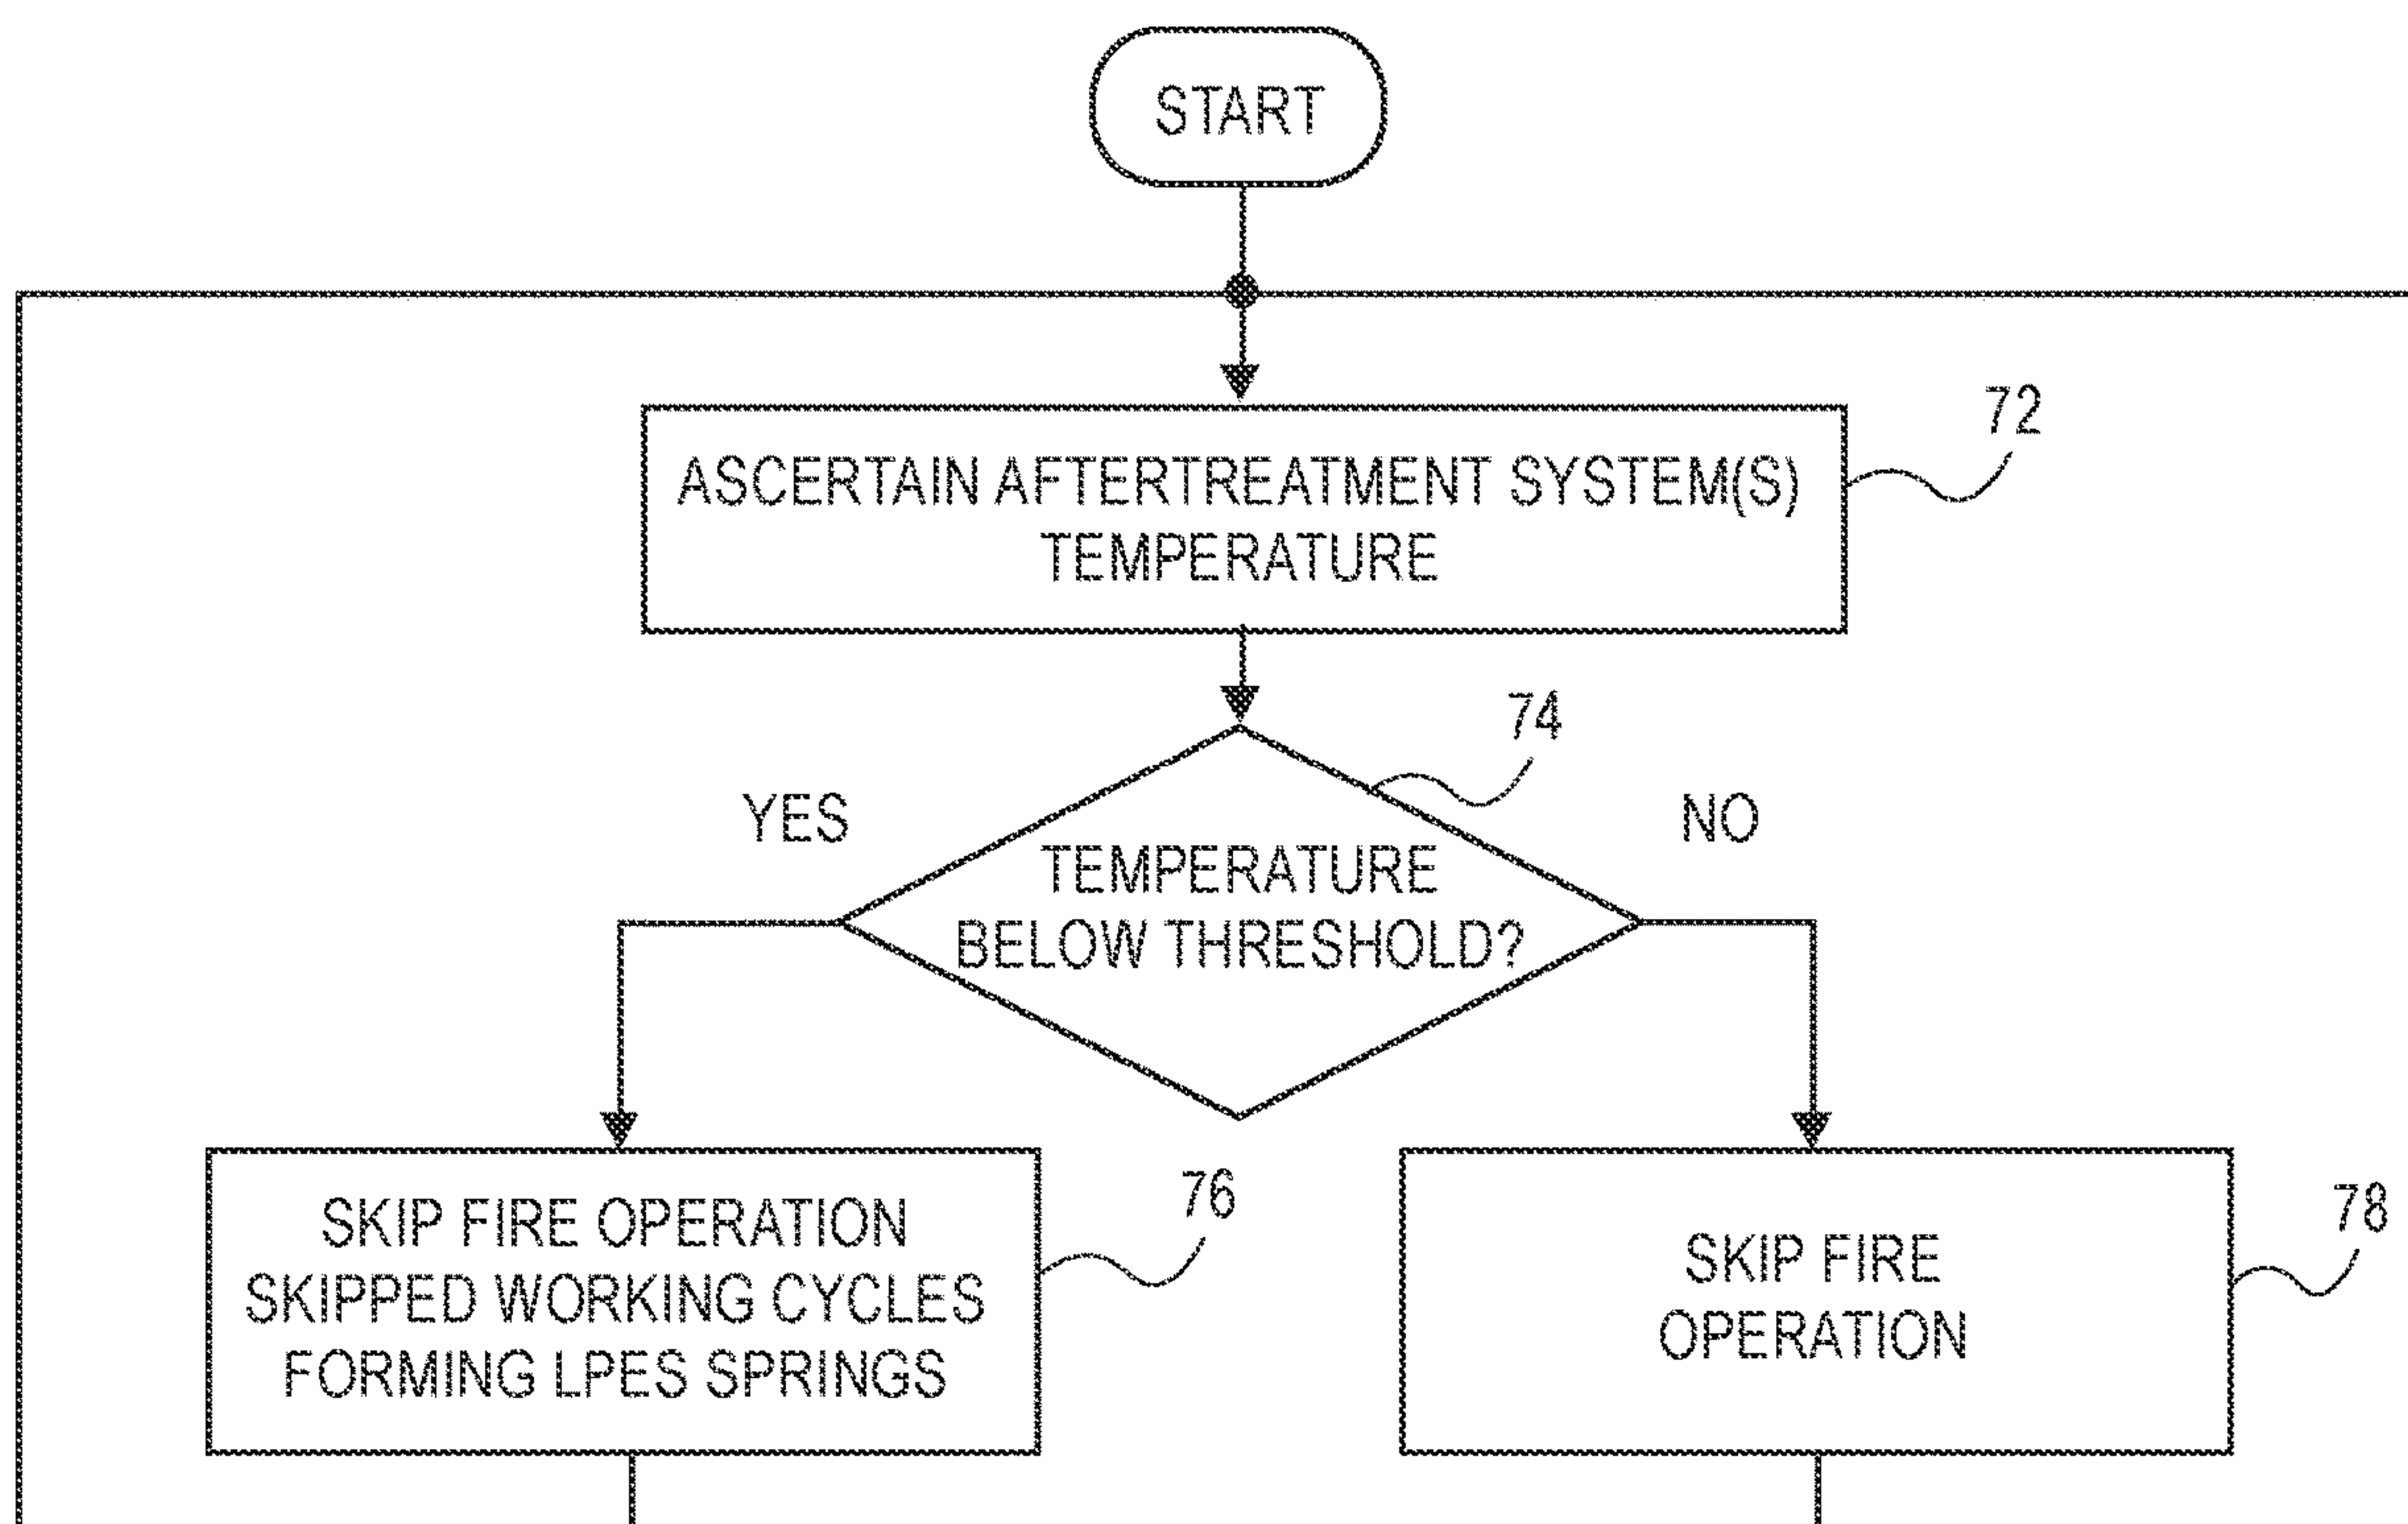 START
72
ASCERTAIN AFTERTREATMENT SYSTEM(S)
TEMPERATURE
74
YES
NO
TEMPERATURE
BELOW THRESHOLD?
76
SKIP FIRE OPERATION
SKIPPED WORKING CYCLES
FORMING LPES SPRINGS
78
SKIP FIRE
OPERATION